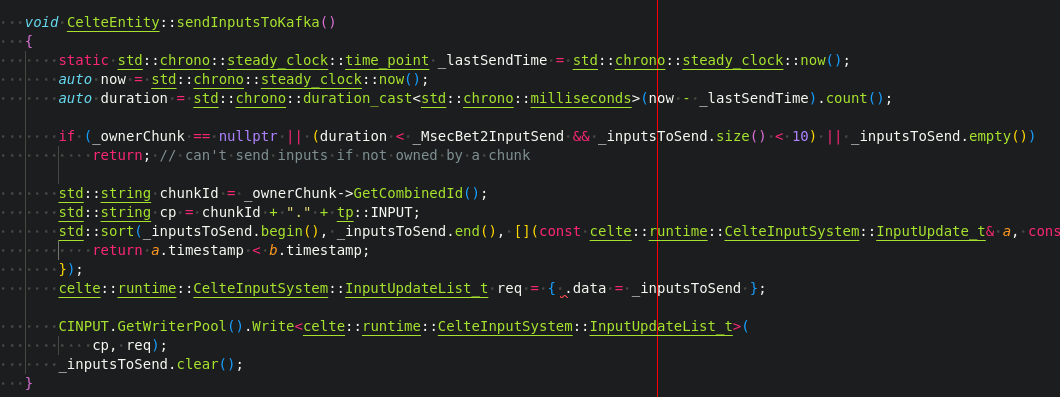 void CelteEntity::sendInputsToKafka()
{
static std::chrono::steady_clock::time_point _lastSendTime = std::chrono::steady_clock::now();
auto now = std::chrono::steady_clock::now();
auto duration = std::chrono::duration_cast<std::chrono::milliseconds>(now - _lastSendTime).count();
if (_ownerChunk == nullptr || (duration < _MsecBet2InputSend && _inputsToSend.size() < 10) || _inputsToSend.empty())
return; // can't send inputs if not owned by a chunk
std::string chunkId = _ownerChunk->GetCombinedId();
std::string cp = chunkId + "." + tp::INPUT;
std::sort(_inputsToSend.begin(), _inputsToSend.end(), [](const celte::runtime::CelteInputSystem::InputUpdate_t& a, cons
return a.timestamp < b.timestamp;
});
celte::runtime::CelteInputSystem::InputUpdateList_t req = { .data = _inputsToSend };
CINPUT.GetWriterPool().Write<celte::runtime::CelteInputSystem::InputUpdateList_t>(
cp, req);
_inputsToSend.clear();
}